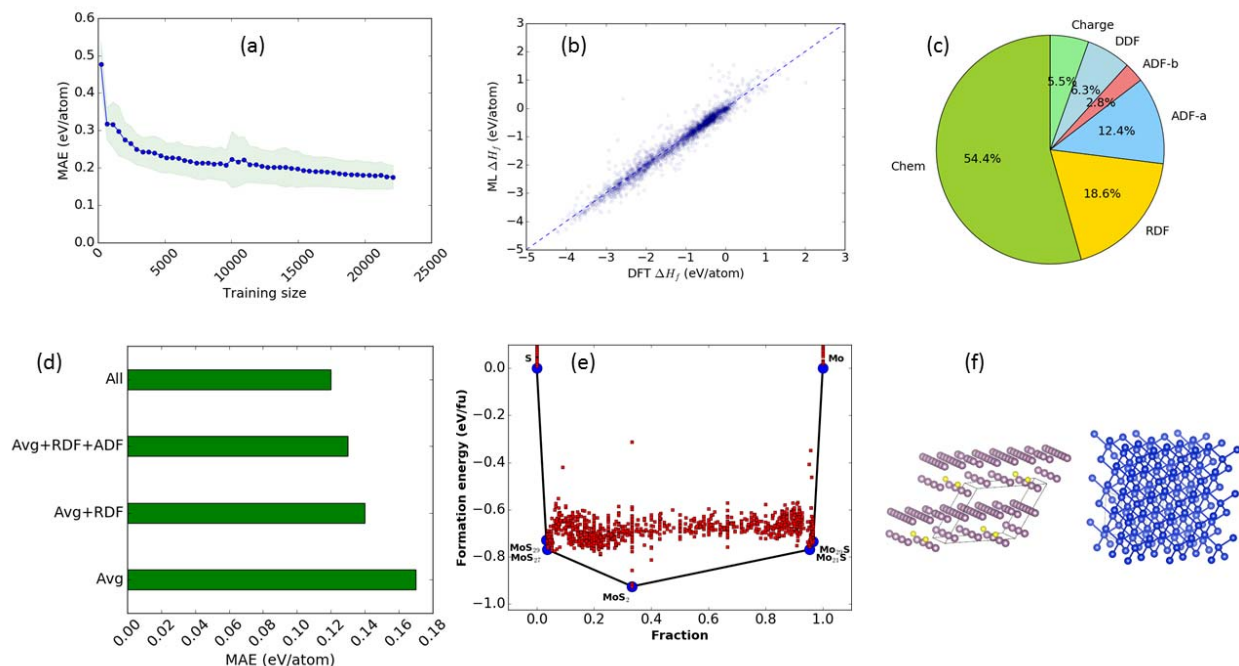 (a)
0.6
0.5
0.4
0.3
0.2
0.1
0.0
MAE (eV/atom)
0
5000
10000
15000
20000
25000
Training size
(b)
3
2
1
0
−1
−2
−3
−4
−5
ML ΔH_f (eV/atom)
−5 −4 −3 −2 −1 0 1 2 3
DFT ΔH_f (eV/atom)
(c)
Charge
DDF
ADF-b
ADF-a
RDF
Chem
5.5%
6.3%
2.8%
12.4%
18.6%
54.4%
(d)
All
Avg+RDF+ADF
Avg+RDF
Avg
0.00 0.02 0.04 0.06 0.08 0.10 0.12 0.14 0.16 0.18
MAE (eV/atom)
(e)
0.0
−0.2
−0.4
−0.6
−0.8
−1.0
Formation energy (eV/fu)
S
Mo
MoS₂₉
MoS₂₇
MoS₂
0.0 0.2 0.4 0.6 0.8 1.0
Fraction
(f)